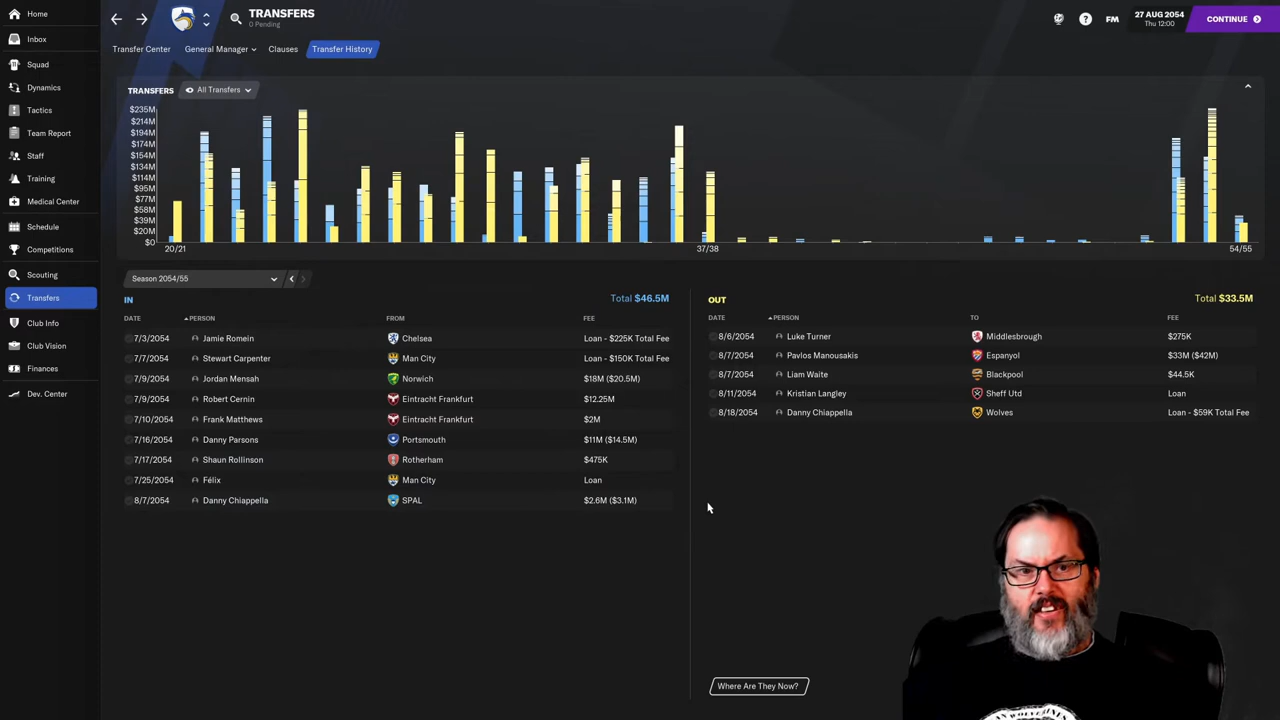 Home
Inbox
Squad
Dynamics
Tactics
Team Report
Staff
Training
Medical Center
Schedule
Competitions
Scouting
Transfers
Club Info
Club Vision
Finances
Dev. Center
TRANSFERS
0 Pending
FM
27 AUG 2054
Thu 12:00
CONTINUE
Transfer Center General Manager Clauses Transfer History
TRANSFERS All Transfers
$235M
$214M
$194M
$174M
$154M
$134M
$114M
$95M
$77M
$58M
$39M
$20M
$0
20/21 37/38 54/55
Season 2054/55
IN Total $46.5M
DATE PERSON FROM FEE
7/3/2054 Jamie Romein Chelsea Loan - $225K Total Fee
7/7/2054 Stewart Carpenter Man City Loan - $150K Total Fee
7/9/2054 Jordan Mensah Norwich $18M ($20.5M)
7/9/2054 Robert Cernin Eintracht Frankfurt $12.25M
7/10/2054 Frank Matthews Eintracht Frankfurt $2M
7/16/2054 Danny Parsons Portsmouth $11M ($14.5M)
7/17/2054 Shaun Rollinson Rotherham $475K
7/25/2054 Félix Man City Loan
8/7/2054 Danny Chiappella SPAL $2.6M ($3.1M)
OUT Total $33.5M
DATE PERSON TO FEE
8/6/2054 Luke Turner Middlesbrough $275K
8/7/2054 Pavlos Manousakis Espanyol $33M ($42M)
8/7/2054 Liam Waite Blackpool $44.5K
8/11/2054 Kristian Langley Sheff Utd Loan
8/18/2054 Danny Chiappella Wolves Loan - $59K Total Fee
Where Are They Now?